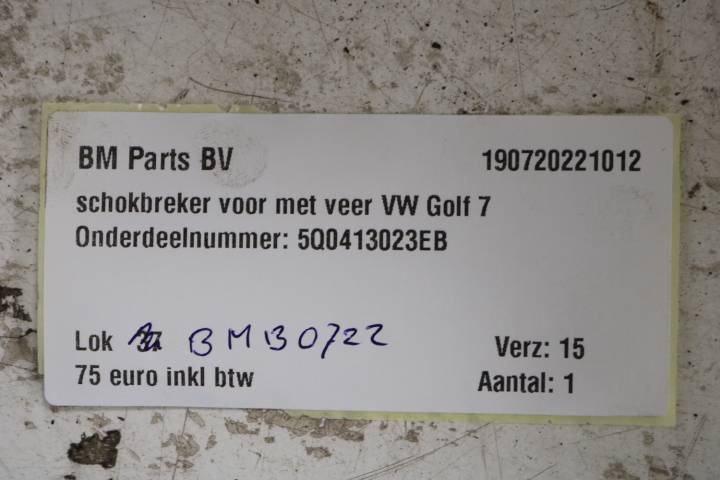 BM Parts BV 190720221012
schokbreker voor met veer VW Golf 7
Onderdeelnummer: 5Q0413023EB
Lok BMB0722 Verz: 15
75 euro inkl btw Aantal: 1